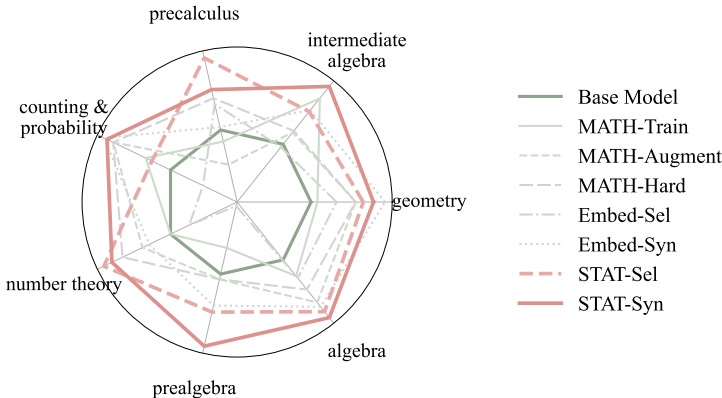 precalculus
intermediate
algebra
counting &
probability
geometry
number theory
algebra
prealgebra
Base Model
MATH-Train
MATH-Augment
MATH-Hard
Embed-Sel
Embed-Syn
STAT-Sel
STAT-Syn